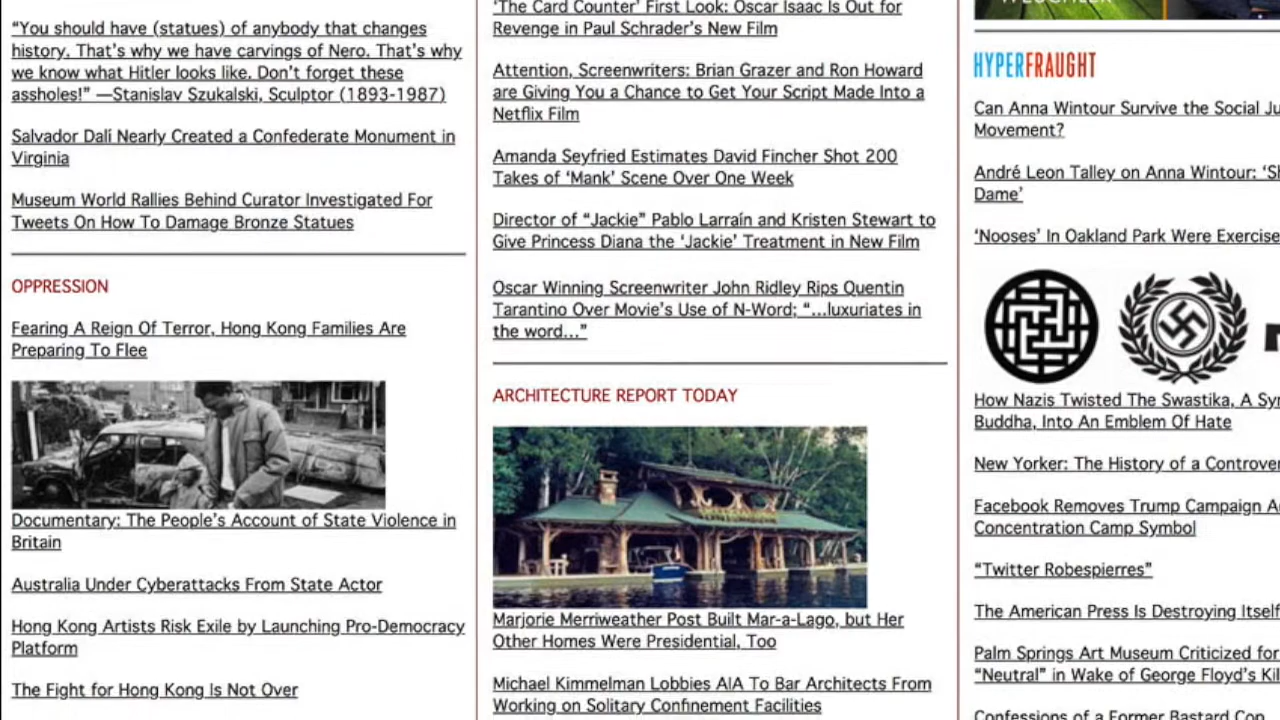 “You should have (statues) of anybody that changes
history. That’s why we have carvings of Nero. That’s why
we know what Hitler looks like. Don’t forget these
assholes!” —Stanislav Szukalski, Sculptor (1893-1987)
Salvador Dalí Nearly Created a Confederate Monument in
Virginia
Museum World Rallies Behind Curator Investigated For
Tweets On How To Damage Bronze Statues
OPPRESSION
Fearing A Reign Of Terror, Hong Kong Families Are
Preparing To Flee
Documentary: The People’s Account of State Violence in
Britain
Australia Under Cyberattacks From State Actor
Hong Kong Artists Risk Exile by Launching Pro-Democracy
Platform
The Fight for Hong Kong Is Not Over
‘The Card Counter’ First Look: Oscar Isaac Is Out for
Revenge in Paul Schrader’s New Film
Attention, Screenwriters: Brian Grazer and Ron Howard
are Giving You a Chance to Get Your Script Made Into a
Netflix Film
Amanda Seyfried Estimates David Fincher Shot 200
Takes of ‘Mank’ Scene Over One Week
Director of “Jackie” Pablo Larraín and Kristen Stewart to
Give Princess Diana the ‘Jackie’ Treatment in New Film
Oscar Winning Screenwriter John Ridley Rips Quentin
Tarantino Over Movie’s Use of N-Word; “...luxuriates in
the word...”
ARCHITECTURE REPORT TODAY
Marjorie Merriweather Post Built Mar-a-Lago, but Her
Other Homes Were Presidential, Too
Michael Kimmelman Lobbies AIA To Bar Architects From
Working on Solitary Confinement Facilities
HYPERFRAUGHT
Can Anna Wintour Survive the Social Ju
Movement?
André Leon Talley on Anna Wintour: ‘Sh
Dame’
‘Nooses’ In Oakland Park Were Exercise
How Nazis Twisted The Swastika, A Sy
Buddha, Into An Emblem Of Hate
New Yorker: The History of a Controver
Facebook Removes Trump Campaign A
Concentration Camp Symbol
“Twitter Robespierres”
The American Press Is Destroying Itself
Palm Springs Art Museum Criticized for
“Neutral” in Wake of George Floyd’s Kil
Confessions of a Former Bastard Cop